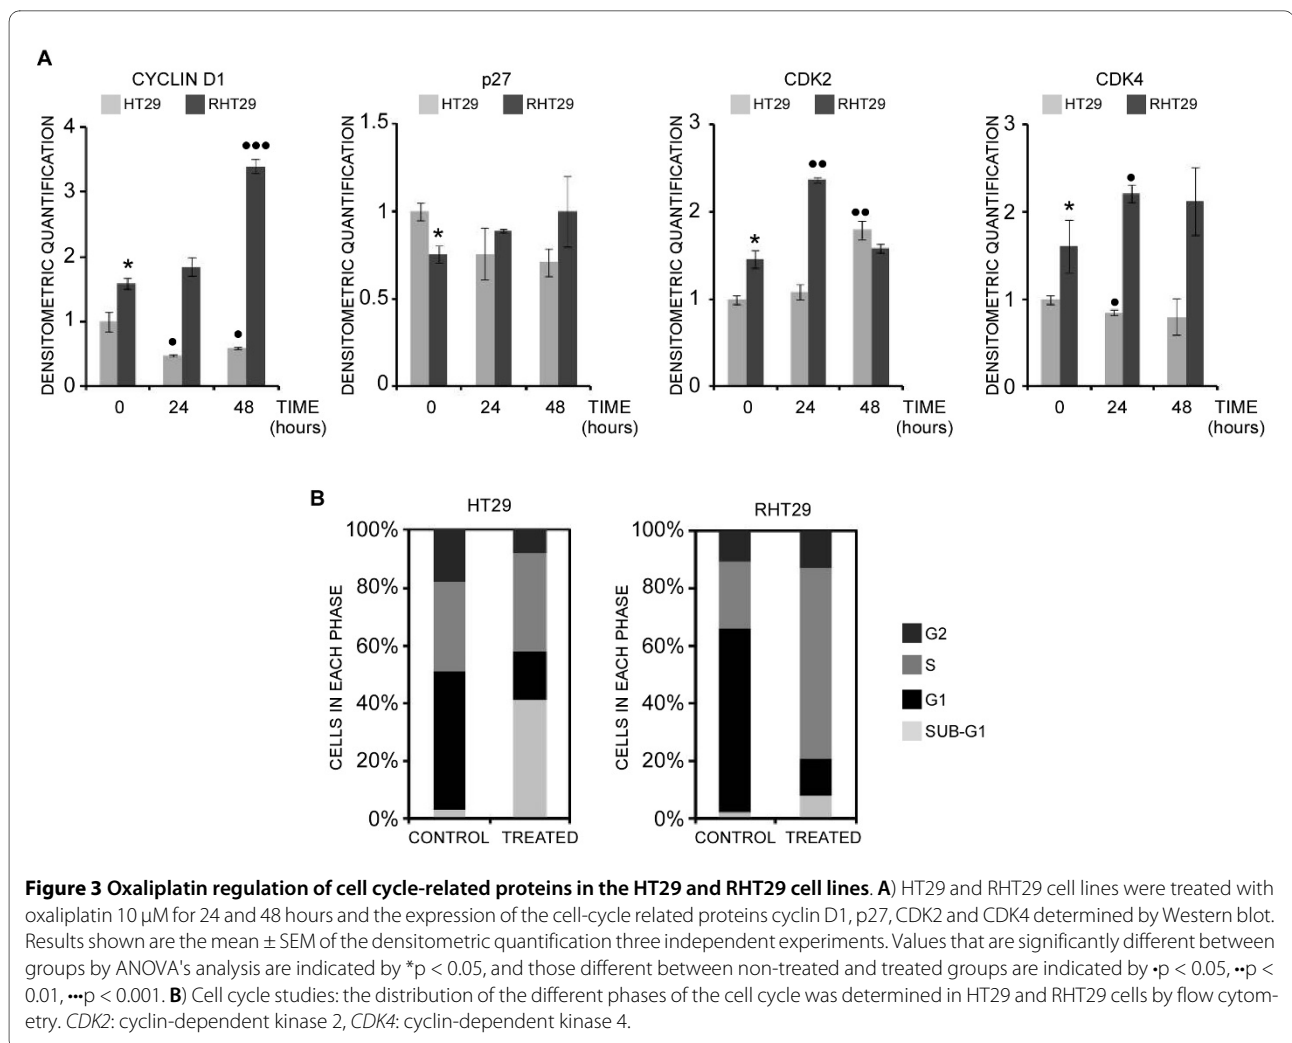 A
CYCLIN D1
HT29 RHT29
DENSITOMETRIC QUANTIFICATION
4
3
2
1
0
*
•
•
•••
0 24 48 TIME
(hours)
p27
HT29 RHT29
DENSITOMETRIC QUANTIFICATION
1.5
1
0.5
0
*
0 24 48 TIME
(hours)
CDK2
HT29 RHT29
DENSITOMETRIC QUANTIFICATION
3
2
1
0
*
••
••
0 24 48 TIME
(hours)
CDK4
HT29 RHT29
DENSITOMETRIC QUANTIFICATION
3
2
1
0
*
•
•
0 24 48 TIME
(hours)
B
HT29
CELLS IN EACH PHASE
100%
80%
60%
40%
20%
0%
CONTROL TREATED
RHT29
CELLS IN EACH PHASE
100%
80%
60%
40%
20%
0%
CONTROL TREATED
G2
S
G1
SUB-G1
Figure 3 Oxaliplatin regulation of cell cycle-related proteins in the HT29 and RHT29 cell lines. A) HT29 and RHT29 cell lines were treated with
oxaliplatin 10 μM for 24 and 48 hours and the expression of the cell-cycle related proteins cyclin D1, p27, CDK2 and CDK4 determined by Western blot.
Results shown are the mean ± SEM of the densitometric quantification three independent experiments. Values that are significantly different between
groups by ANOVA's analysis are indicated by *p < 0.05, and those different between non-treated and treated groups are indicated by •p < 0.05, ••p <
0.01, •••p < 0.001. B) Cell cycle studies: the distribution of the different phases of the cell cycle was determined in HT29 and RHT29 cells by flow cytom-
etry. CDK2: cyclin-dependent kinase 2, CDK4: cyclin-dependent kinase 4.